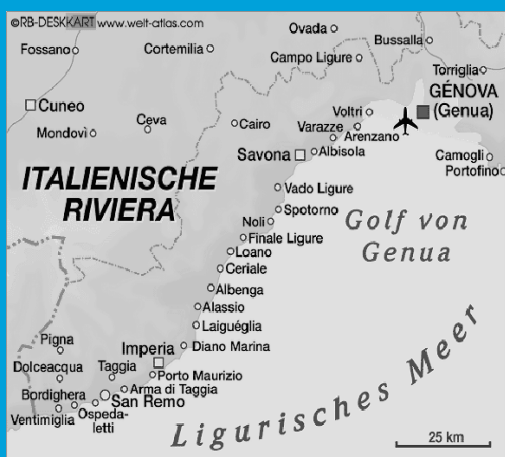 ©RB-DESKKART www.welt-atlas.com
Ovada
Bussalla
Fossano
Cortemilia
Campo Ligure
Torriglia
GÉNOVA
(Genua)
Cuneo
Voltri
Mondovì
Ceva
Cairo
Varazze
Arenzano
Savona
Albisola
Camogli
Portofino
ITALIENISCHE
RIVIERA
Vado Ligure
Spotorno
Noli
Golf von
Genua
Finale Ligure
Loano
Ceriale
Albenga
Alassio
Laiguéglia
Pigna
Imperia
Diano Marina
Dolceacqua
Taggia
Porto Maurizio
Bordighera
Arma di Taggia
San Remo
Ospeda-
letti
Ventimiglia
Ligurisches Meer
25 km